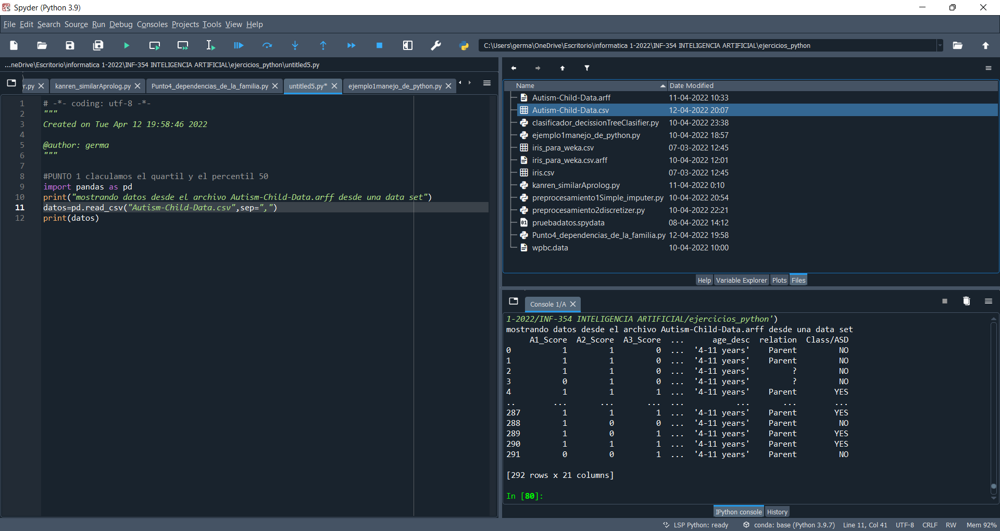 Spyder (Python 3.9)
File Edit Search Source Run Debug Consoles Projects Tools View Help
C:\Users\germa\OneDrive\Escritorio\informatica 1-2022\INF-354 INTELIGENCIA ARTIFICIAL\ejercicios_python
...neDrive\Escritorio\informatica 1-2022\INF-354 INTELIGENCIA ARTIFICIAL\ejercicios_python\untitled5.py
r.py kanren_similarAprolog.py Punto4_dependencias_de_la_familia.py untitled5.py* ejemplo1manejo_de_python.py
1 # -*- coding: utf-8 -*-
2 """
3 Created on Tue Apr 12 19:58:46 2022
4
5 @author: germa
6 """
7
8 #PUNTO 1 claculamos el quartil y el percentil 50
9 import pandas as pd
10 print("mostrando datos desde el archivo Autism-Child-Data.arff desde una data set")
11 datos=pd.read_csv("Autism-Child-Data.csv",sep=",")
12 print(datos)
Name Date Modified
Autism-Child-Data.arff 11-04-2022 10:33
Autism-Child-Data.csv 12-04-2022 20:07
clasificador_decissionTreeClasifier.py 10-04-2022 23:38
ejemplo1manejo_de_python.py 10-04-2022 18:57
iris_para_weka.csv 07-03-2022 12:45
iris_para_weka.csv.arff 10-04-2022 12:01
iris.csv 07-03-2022 12:45
kanren_similarAprolog.py 11-04-2022 0:10
preprocesamiento1Simple_imputer.py 10-04-2022 20:54
preprocesamiento2discretizer.py 10-04-2022 22:21
pruebadatos.spydata 08-04-2022 14:12
Punto4_dependencias_de_la_familia.py 12-04-2022 19:58
wpbc.data 10-04-2022 10:00
Help Variable Explorer Plots Files
Console 1/A
1-2022/INF-354 INTELIGENCIA ARTIFICIAL/ejercicios_python')
mostrando datos desde el archivo Autism-Child-Data.arff desde una data set
A1_Score A2_Score A3_Score ... age_desc relation Class/ASD
0 1 1 0 ... '4-11 years' Parent NO
1 1 1 0 ... '4-11 years' Parent NO
2 1 1 0 ... '4-11 years' ? NO
3 0 1 0 ... '4-11 years' ? NO
4 1 1 1 ... '4-11 years' Parent YES
.. ... ... ... ... ... ... ...
287 1 1 1 ... '4-11 years' Parent YES
288 1 0 0 ... '4-11 years' Parent NO
289 1 0 1 ... '4-11 years' Parent YES
290 1 1 1 ... '4-11 years' Parent YES
291 0 0 1 ... '4-11 years' Parent NO
[292 rows x 21 columns]
In [80]:
IPython console History
LSP Python: ready conda: base (Python 3.9.7) Line 11, Col 41 UTF-8 CRLF RW Mem 92%